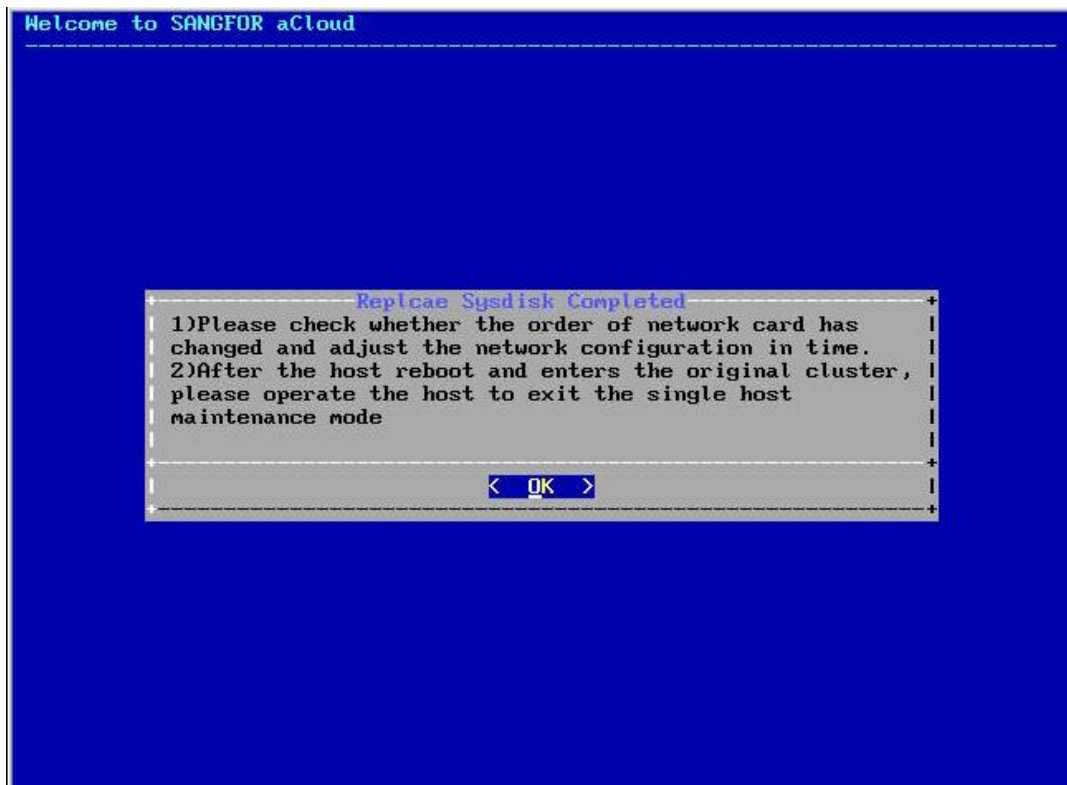 Welcome to SANGFOR aCloud
Replcae Sysdisk Completed
1)Please check whether the order of network card has
changed and adjust the network configuration in time.
2)After the host reboot and enters the original cluster,
please operate the host to exit the single host
maintenance mode
< OK >